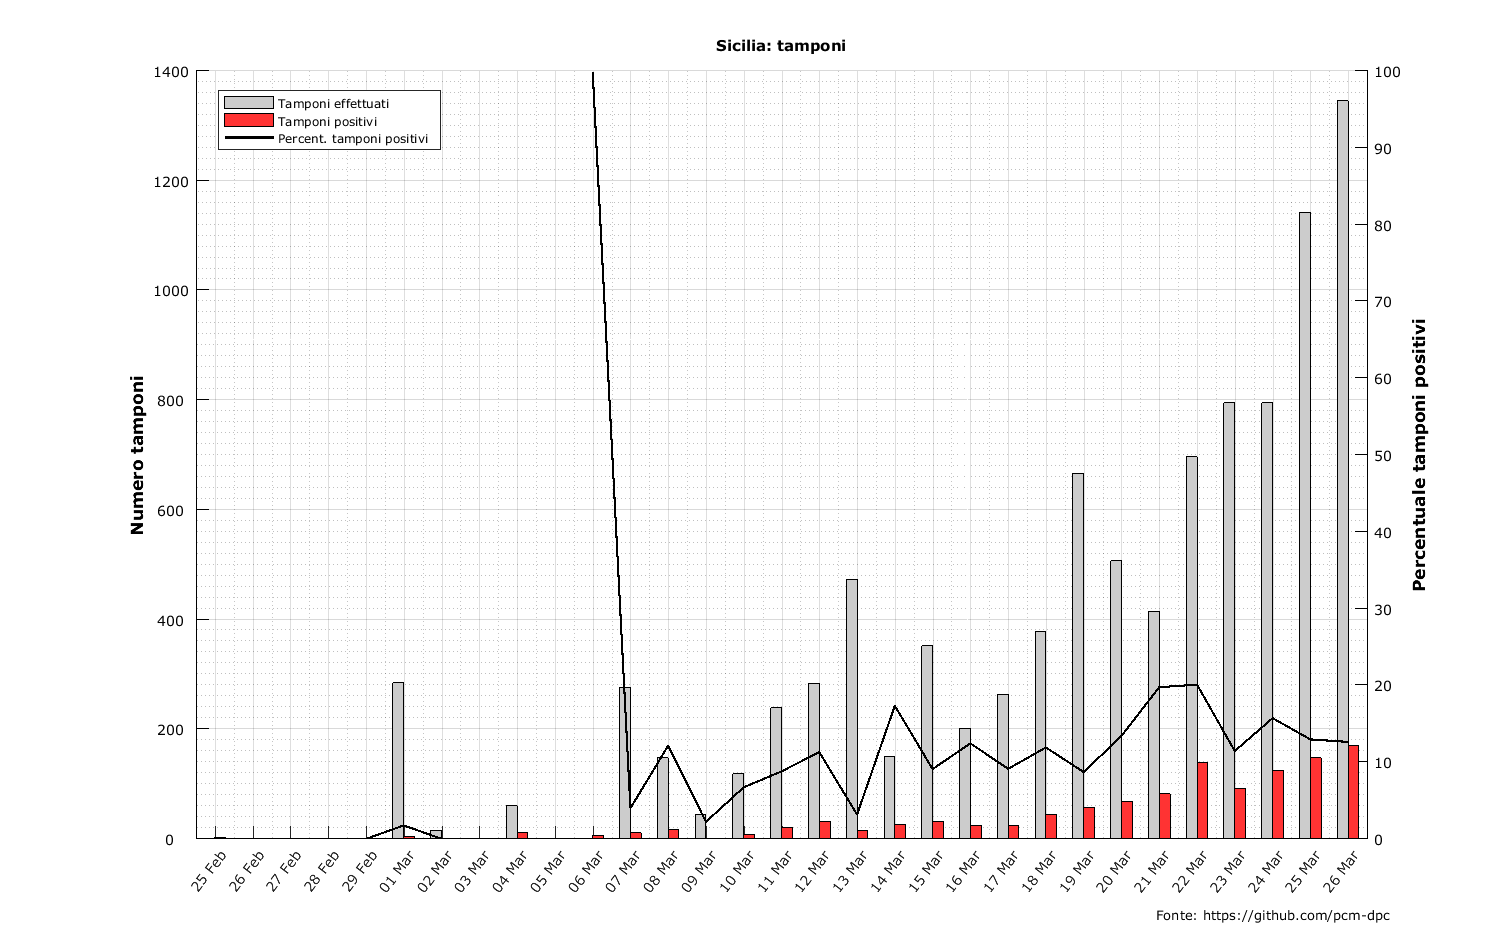 Sicilia: tamponi
Tamponi effettuati
Tamponi positivi
Percent. tamponi positivi
Numero tamponi
1400
1200
1000
800
600
400
200
0
Percentuale tamponi positivi
100
90
80
70
60
50
40
30
20
10
0
25 Feb
26 Feb
27 Feb
28 Feb
29 Feb
01 Mar
02 Mar
03 Mar
04 Mar
05 Mar
06 Mar
07 Mar
08 Mar
09 Mar
10 Mar
11 Mar
12 Mar
13 Mar
14 Mar
15 Mar
16 Mar
17 Mar
18 Mar
19 Mar
20 Mar
21 Mar
22 Mar
23 Mar
24 Mar
25 Mar
26 Mar
Fonte: https://github.com/pcm-dpc